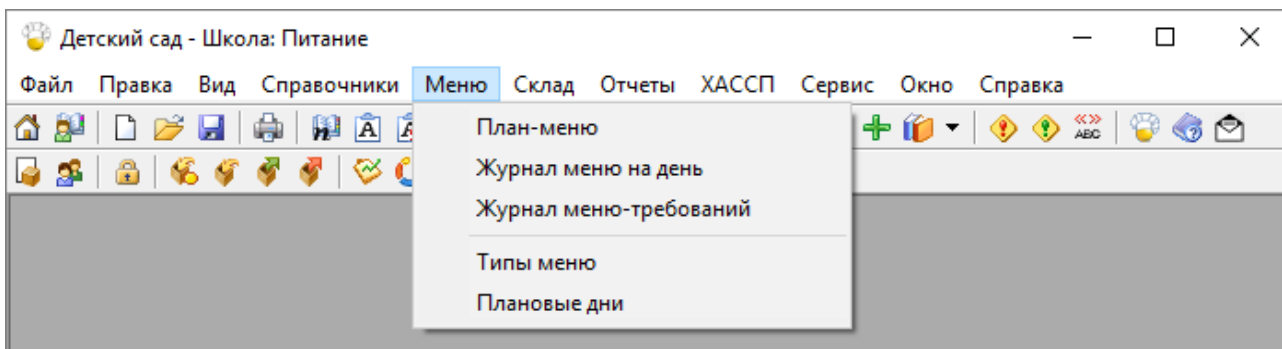 Детский сад - Школа: Питание
Файл Правка Вид Справочники Меню Склад Отчеты ХАССП Сервис Окно Справка
План-меню
Журнал меню на день
Журнал меню-требований
Типы меню
Плановые дни